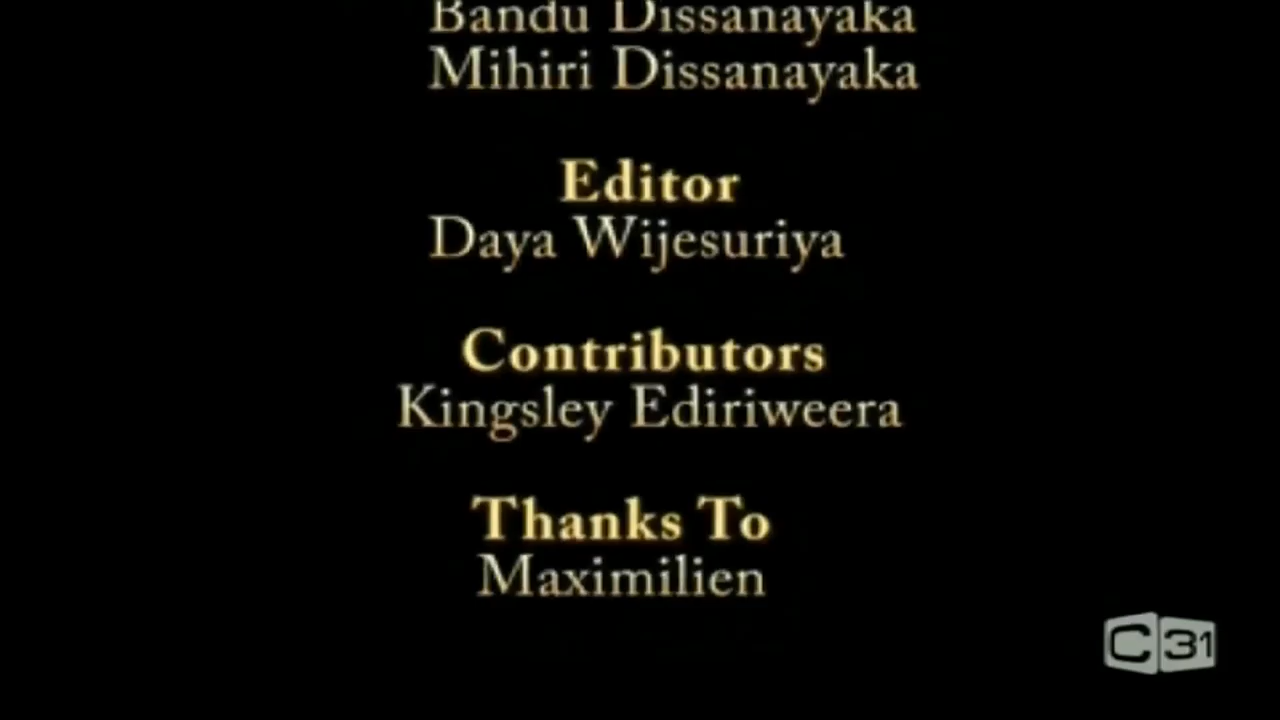 Bandu Dissanayaka
Mihiri Dissanayaka
Editor
Daya Wijesuriya
Contributors
Kingsley Ediriweera
Thanks To
Maximilien
C31